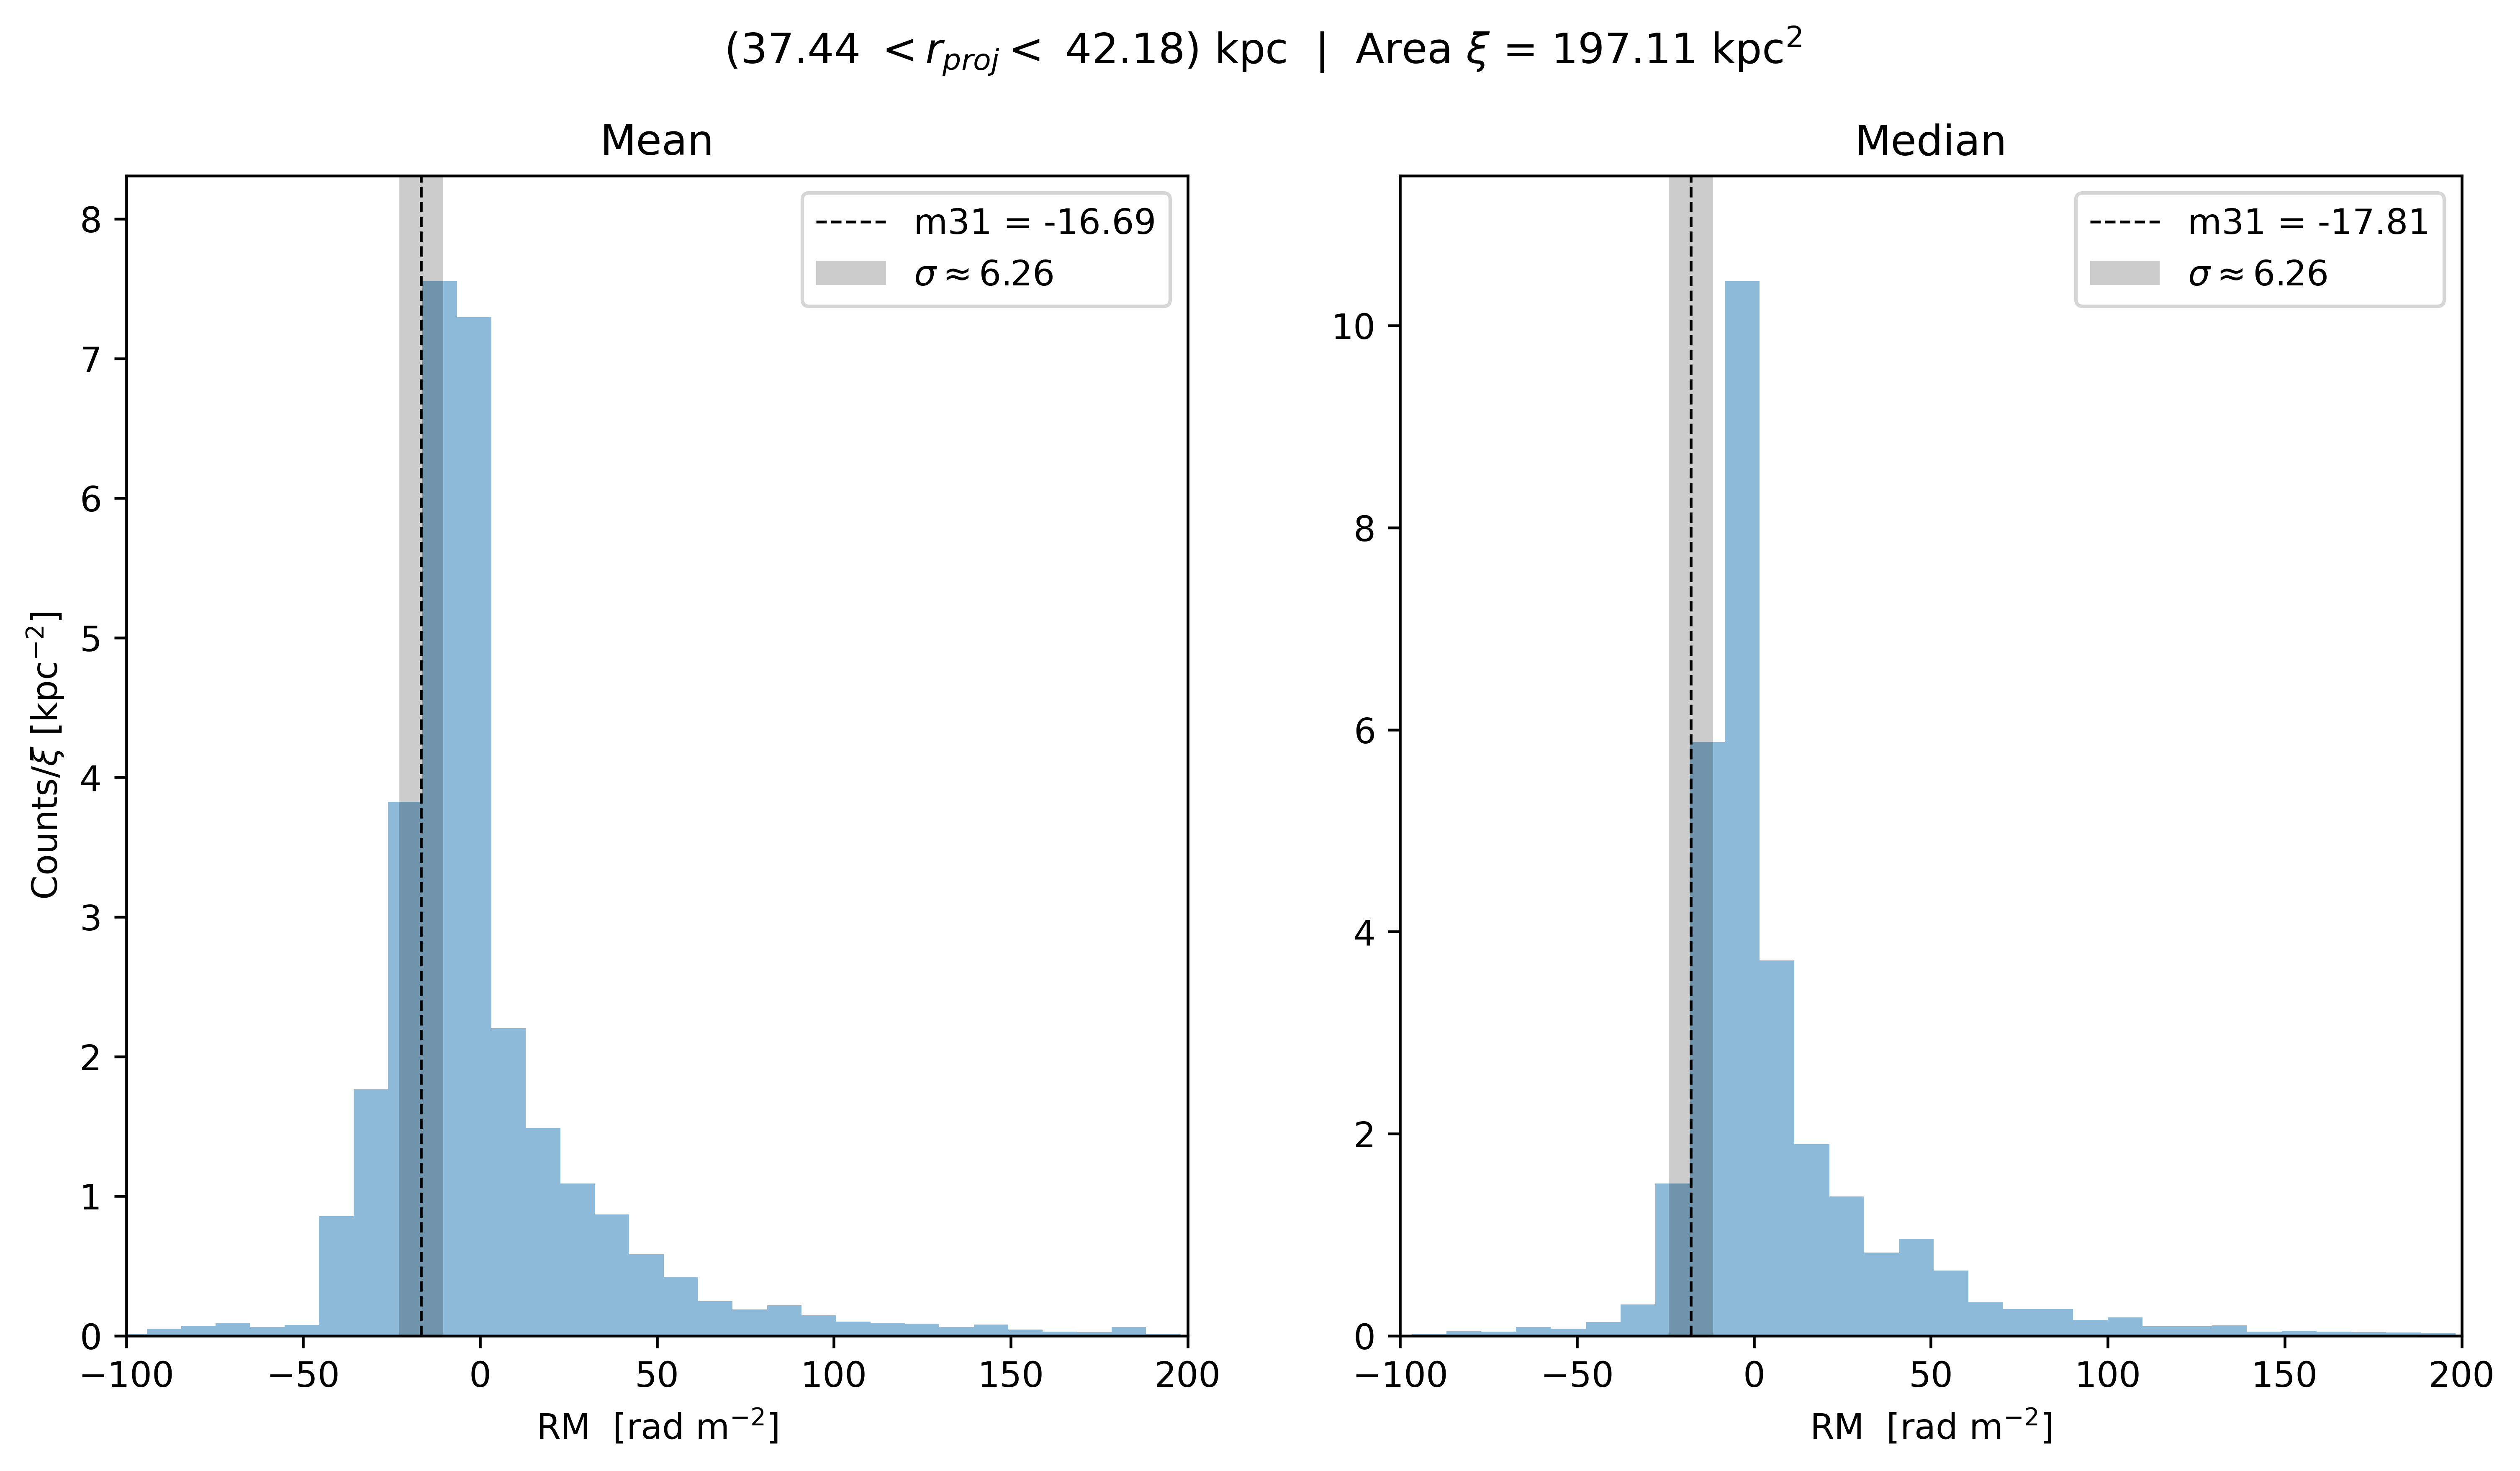 (37.44 < r_proj < 42.18) kpc | Area ξ = 197.11 kpc²
Mean
m31 = -16.69
σ ≈ 6.26
8
7
6
5
4
3
2
1
0
Counts/ξ [kpc⁻²]
−100 −50 0 50 100 150 200
RM [rad m⁻²]
Median
m31 = -17.81
σ ≈ 6.26
10
8
6
4
2
0
−100 −50 0 50 100 150 200
RM [rad m⁻²]